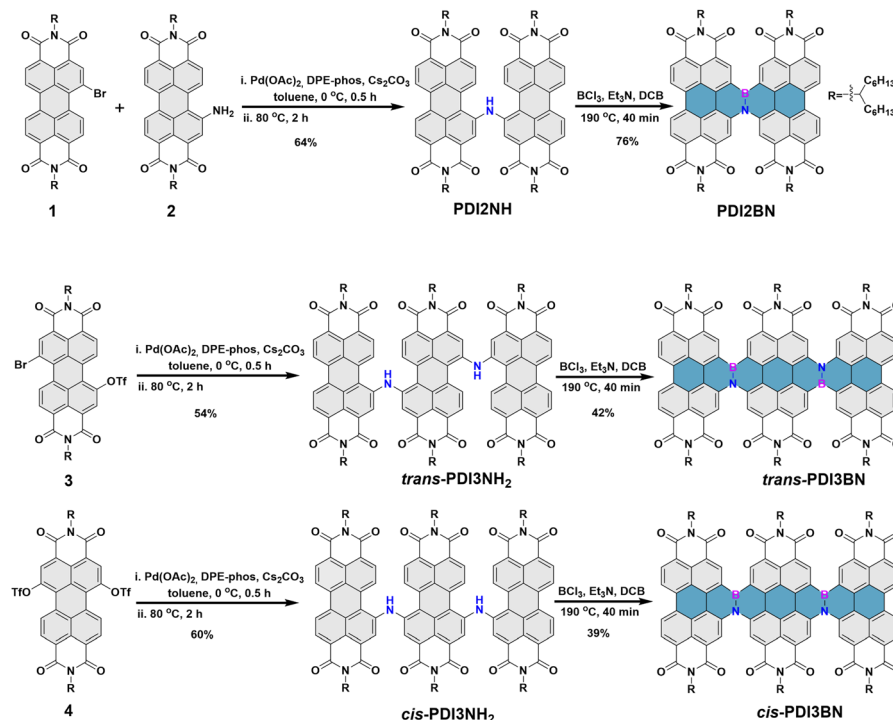 R R R R R R
O N O O N O O N O O N O O N O O N O
Br
NH₂
+
i. Pd(OAc)₂, DPE-phos, Cs₂CO₃
toluene, 0 °C, 0.5 h
ii. 80 °C, 2 h
64%
H
N
BCl₃, Et₃N, DCB
190 °C, 40 min
76%
B
N
R=
C₆H₁₃
C₆H₁₃
O N O O N O O N O O N O O N O O N O
R R R R R R
1
2
PDI2NH
PDI2BN
R R R R R R R
O N O O N O O N O O N O O N O O N O O N O
Br
OTf
i. Pd(OAc)₂, DPE-phos, Cs₂CO₃
toluene, 0 °C, 0.5 h
ii. 80 °C, 2 h
54%
N
H
H
N
BCl₃, Et₃N, DCB
190 °C, 40 min
42%
B N
N B
O N O O N O O N O O N O O N O O N O O N O
R R R R R R R
3
trans-PDI3NH₂
trans-PDI3BN
R R R R R R R
O N O O N O O N O O N O O N O O N O O N O
TfO
OTf
i. Pd(OAc)₂, DPE-phos, Cs₂CO₃
toluene, 0 °C, 0.5 h
ii. 80 °C, 2 h
60%
H H
N N
BCl₃, Et₃N, DCB
190 °C, 40 min
39%
B B
N N
O N O O N O O N O O N O O N O O N O O N O
R R R R R R R
4
cis-PDI3NH₂
cis-PDI3BN